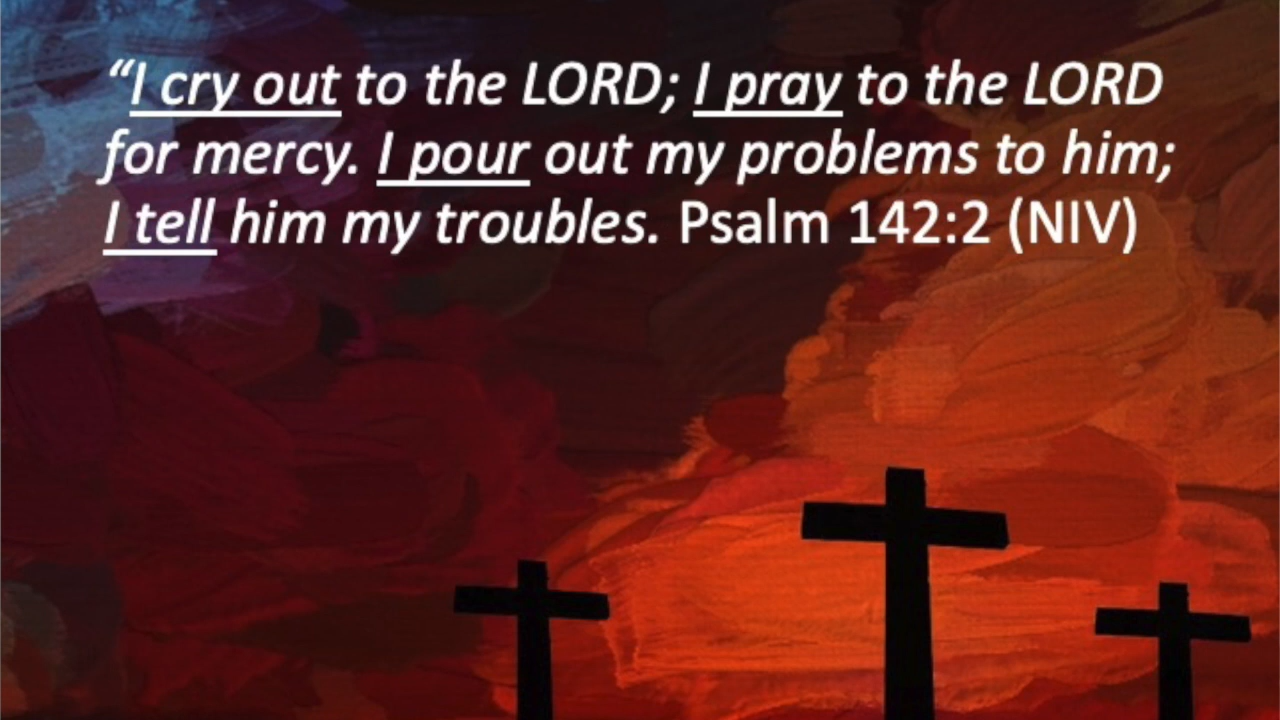 “I cry out to the LORD; I pray to the LORD
for mercy. I pour out my problems to him;
I tell him my troubles. Psalm 142:2 (NIV)